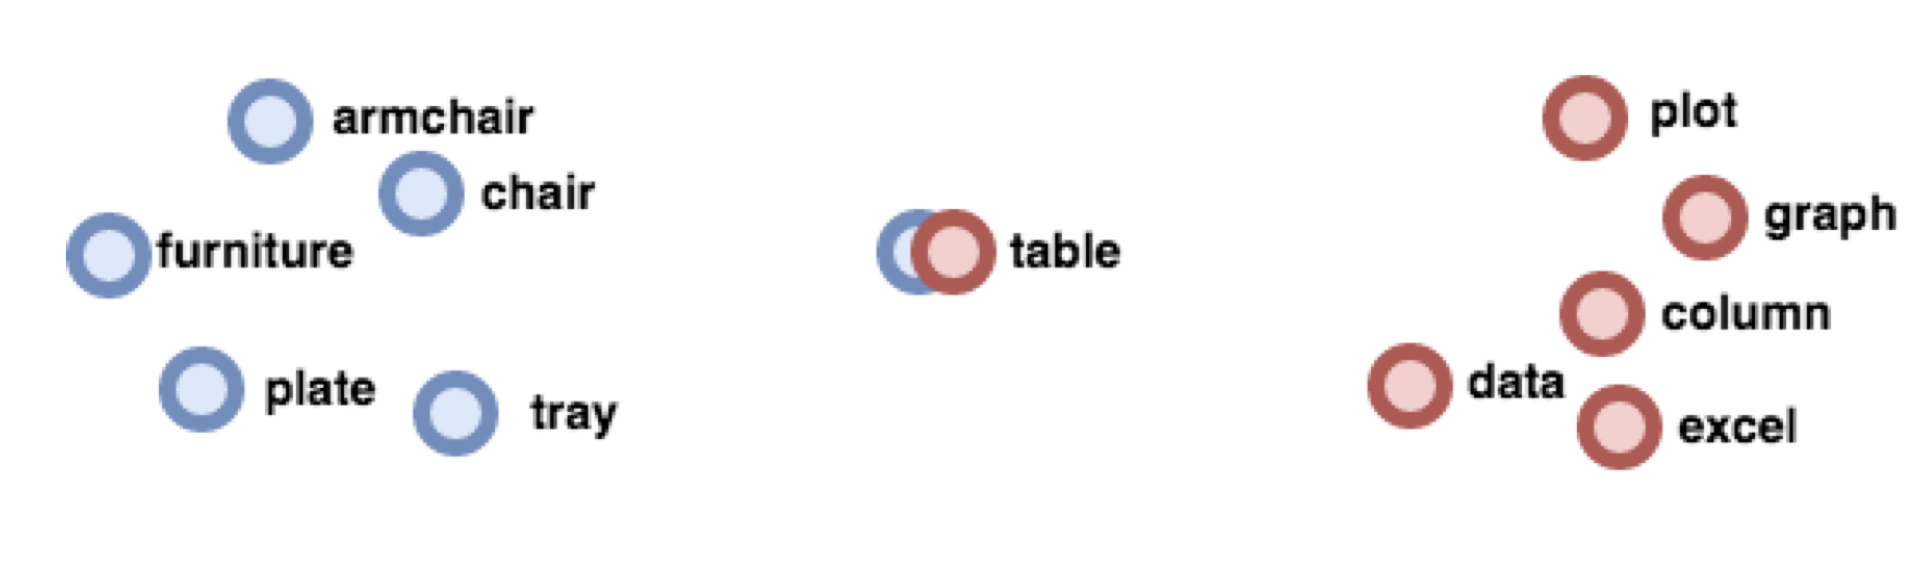 armchair
chair
furniture
plate
tray
table
plot
graph
column
data
excel